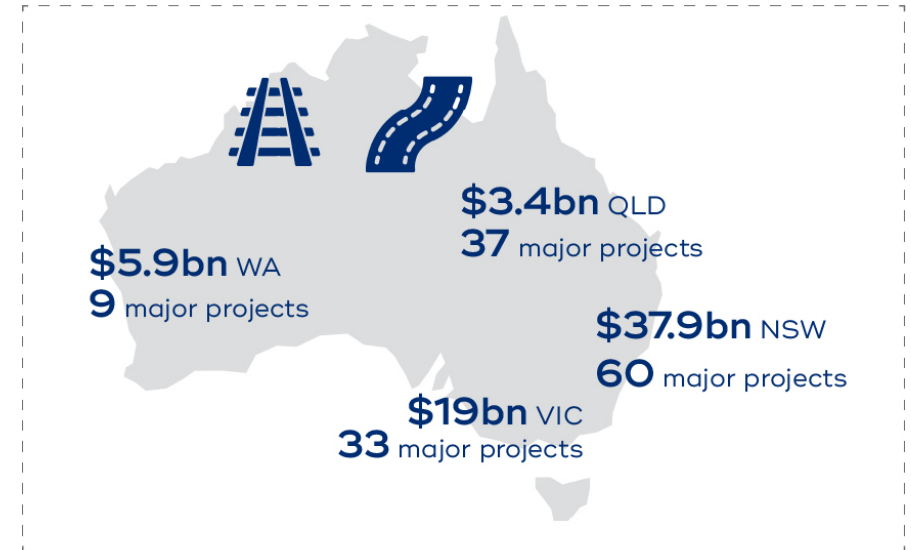 $3.4bn QLD
37 major projects
$5.9bn WA
9 major projects
$37.9bn NSW
60 major projects
$19bn VIC
33 major projects